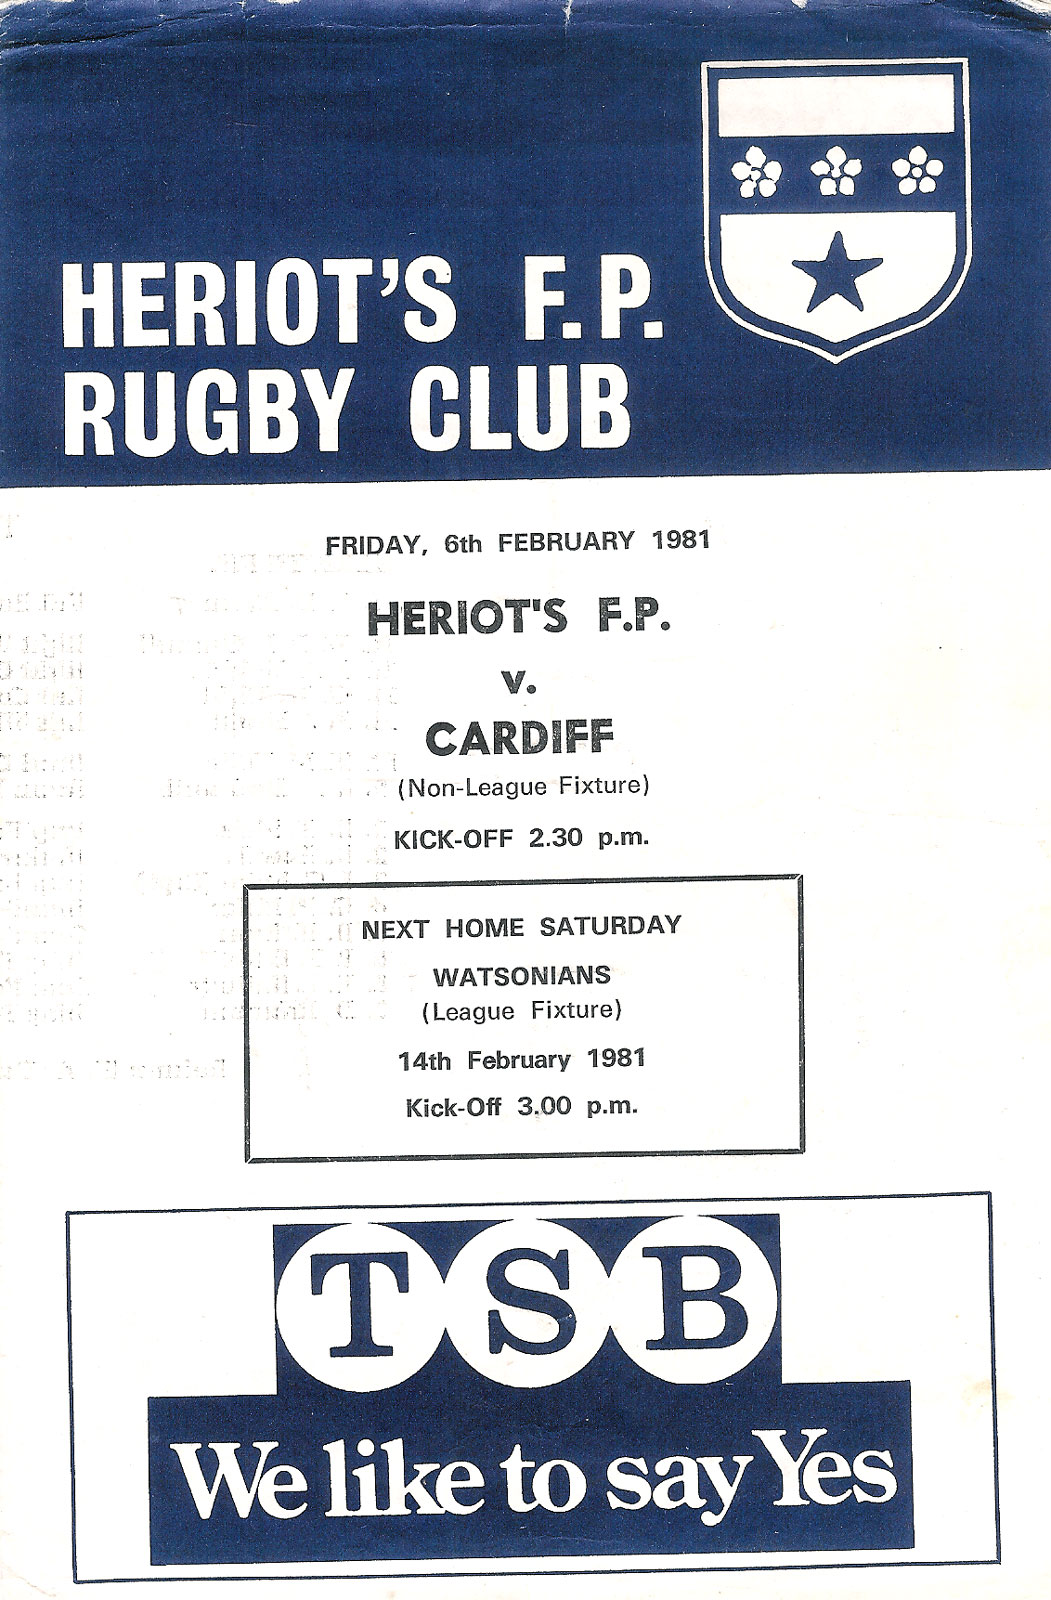 HERIOT'S F.P.
RUGBY CLUB
FRIDAY, 6th FEBRUARY 1981
HERIOT'S F.P.
v.
CARDIFF
(Non-League Fixture)
KICK-OFF 2.30 p.m.
NEXT HOME SATURDAY
WATSONIANS
(League Fixture)
14th February 1981
Kick-Off 3.00 p.m.
TSB
We like to say Yes